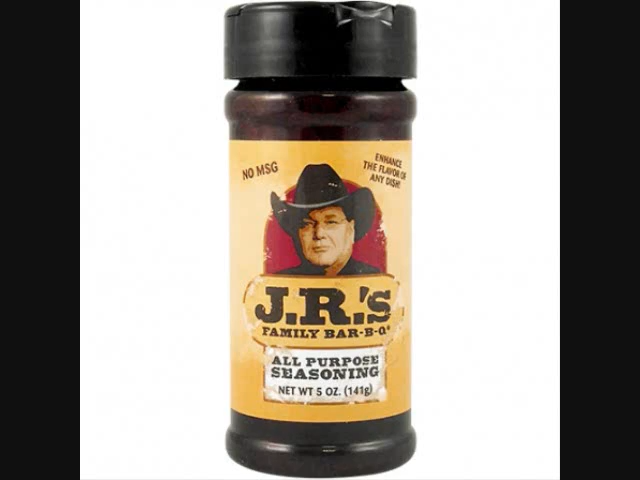 NO MSG
ENHANCE
THE FLAVOR OF
ANY DISH!
J.R.'s
FAMILY BAR-B-Q®
ALL PURPOSE
SEASONING
NET WT 5 OZ. (141g)